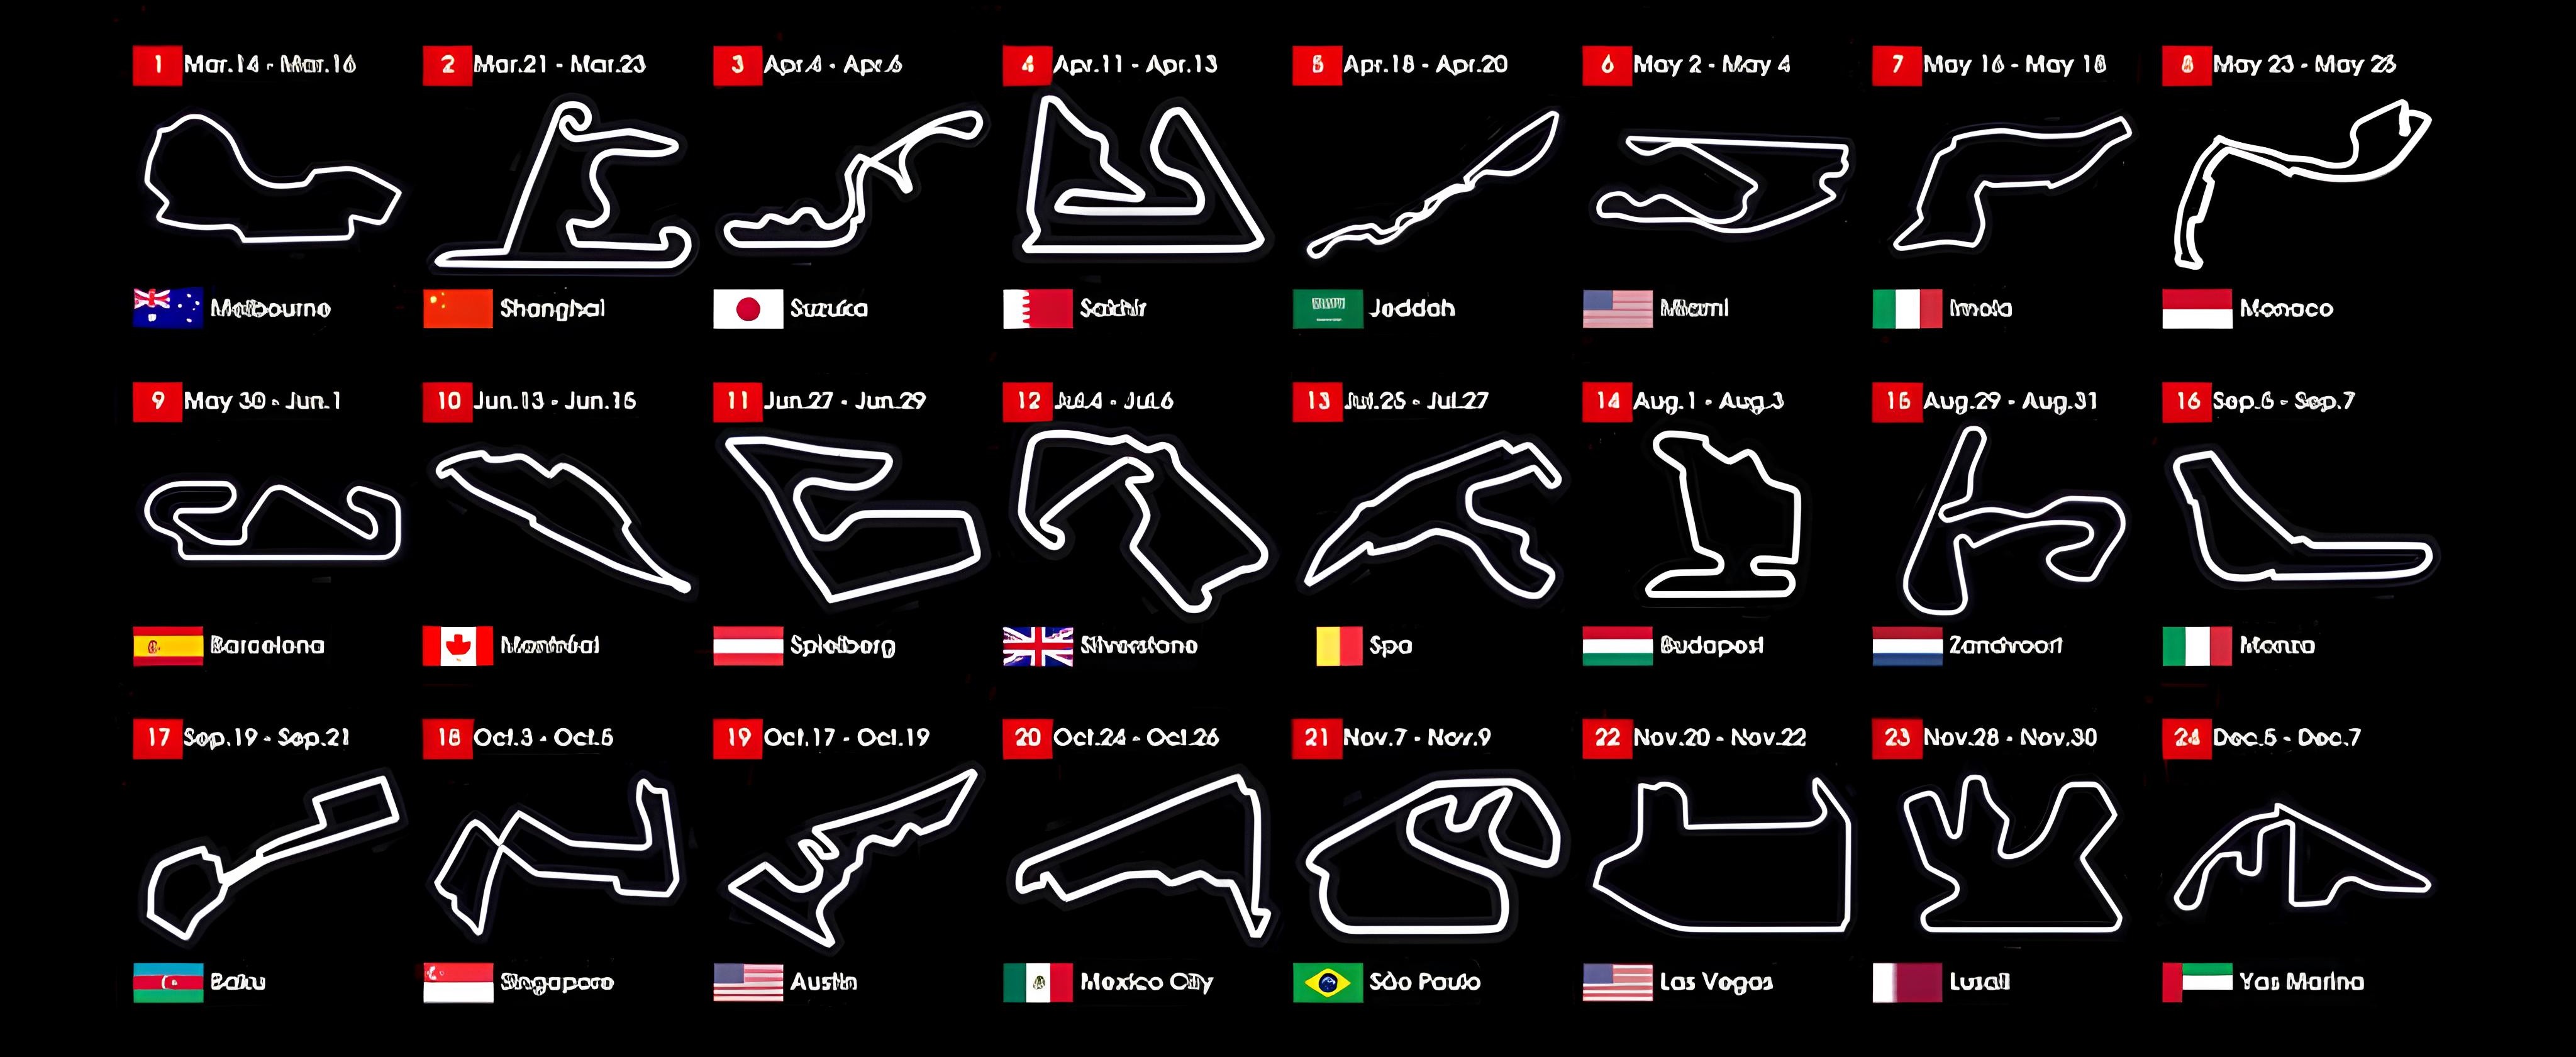 1 Mar.14 - Mar.16
2 Mar.21 - Mar.23
3 Apr.4 - Apr.6
4 Apr.11 - Apr.13
5 Apr.18 - Apr.20
6 May 2 - May 4
7 May 16 - May 18
8 May 23 - May 25
Melbourne
Shanghai
Suzuka
Sakhir
Jeddah
Miami
Imola
Monaco
9 May 30 - Jun.1
10 Jun.13 - Jun.15
11 Jun.27 - Jun.29
12 Jul.4 - Jul.6
13 Jul.25 - Jul.27
14 Aug.1 - Aug.3
15 Aug.29 - Aug.31
16 Sep.5 - Sep.7
Barcelona
Montréal
Spielberg
Silverstone
Spa
Budapest
Zandvoort
Monza
17 Sep.19 - Sep.21
18 Oct.3 - Oct.5
19 Oct.17 - Oct.19
20 Oct.24 - Oct.26
21 Nov.7 - Nov.9
22 Nov.20 - Nov.22
23 Nov.28 - Nov.30
24 Dec.5 - Dec.7
Baku
Singapore
Austin
Mexico City
São Paulo
Las Vegas
Lusail
Yas Marina